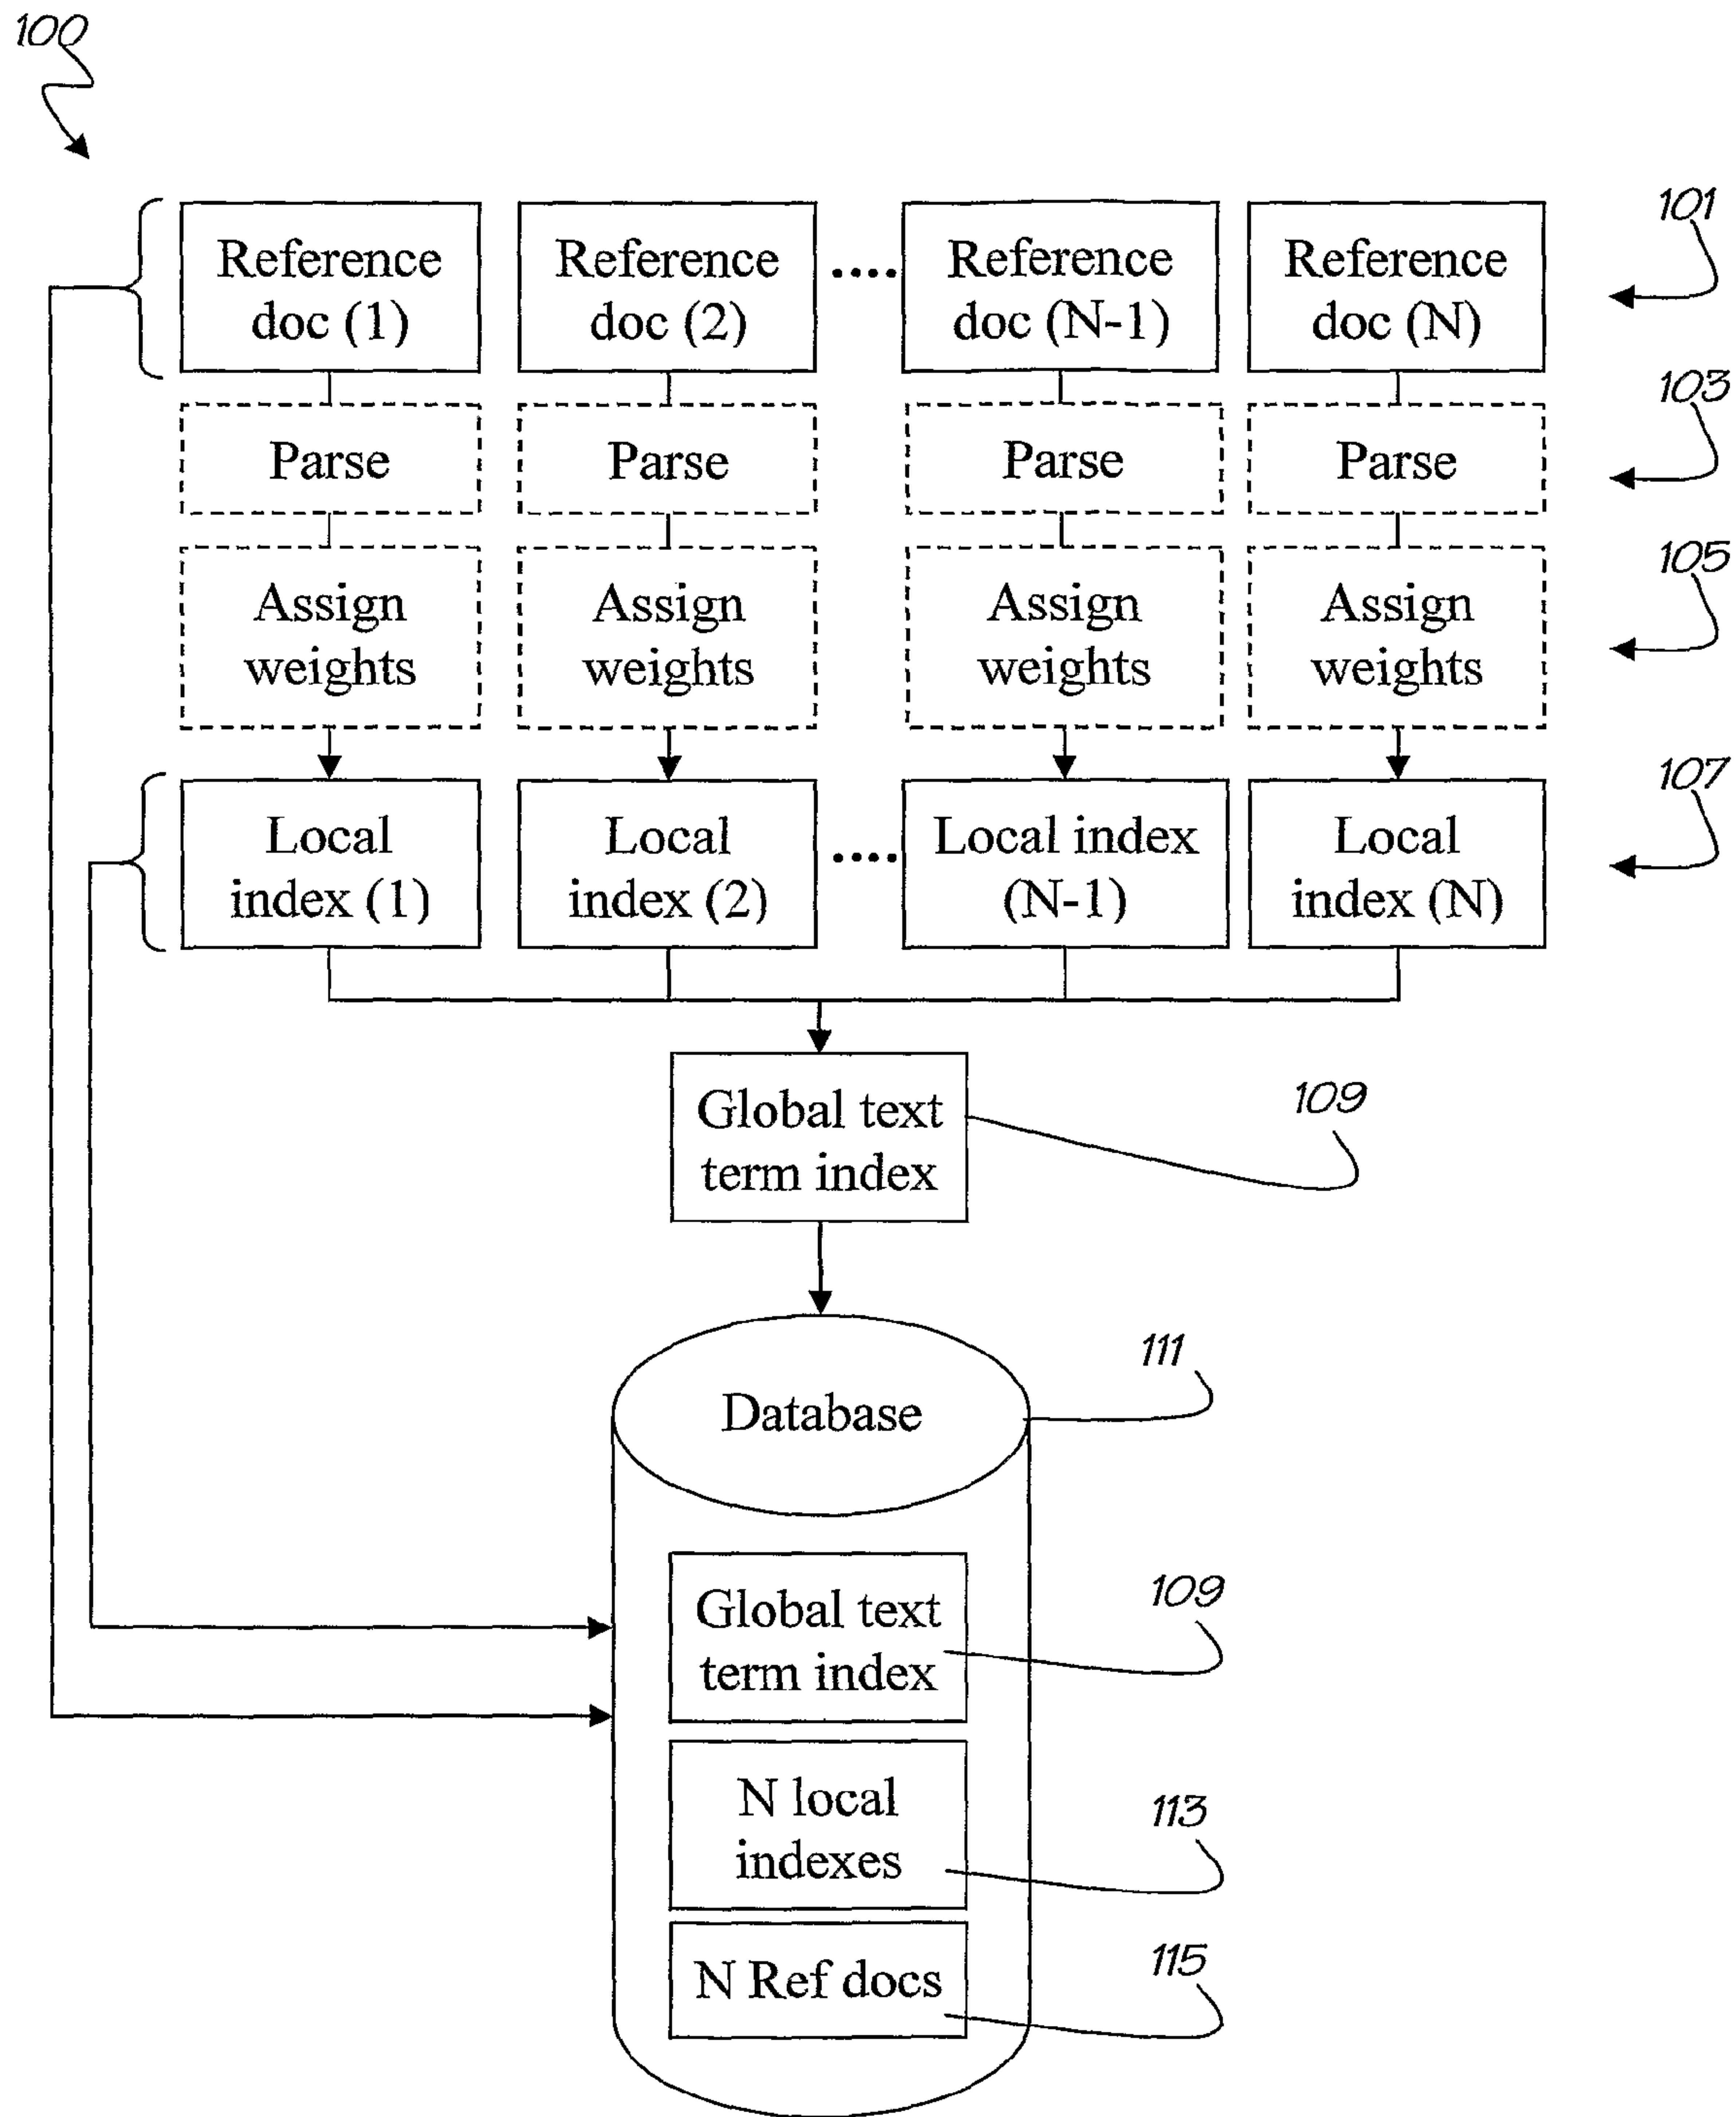 100
101
Reference doc (1)
Reference doc (2)
....
Reference doc (N-1)
Reference doc (N)
103
Parse
Parse
Parse
Parse
105
Assign weights
Assign weights
Assign weights
Assign weights
107
Local index (1)
Local index (2)
....
Local index (N-1)
Local index (N)
Global text
term index
109
Database
111
Global text
term index
109
N local
indexes
113
N Ref docs
115